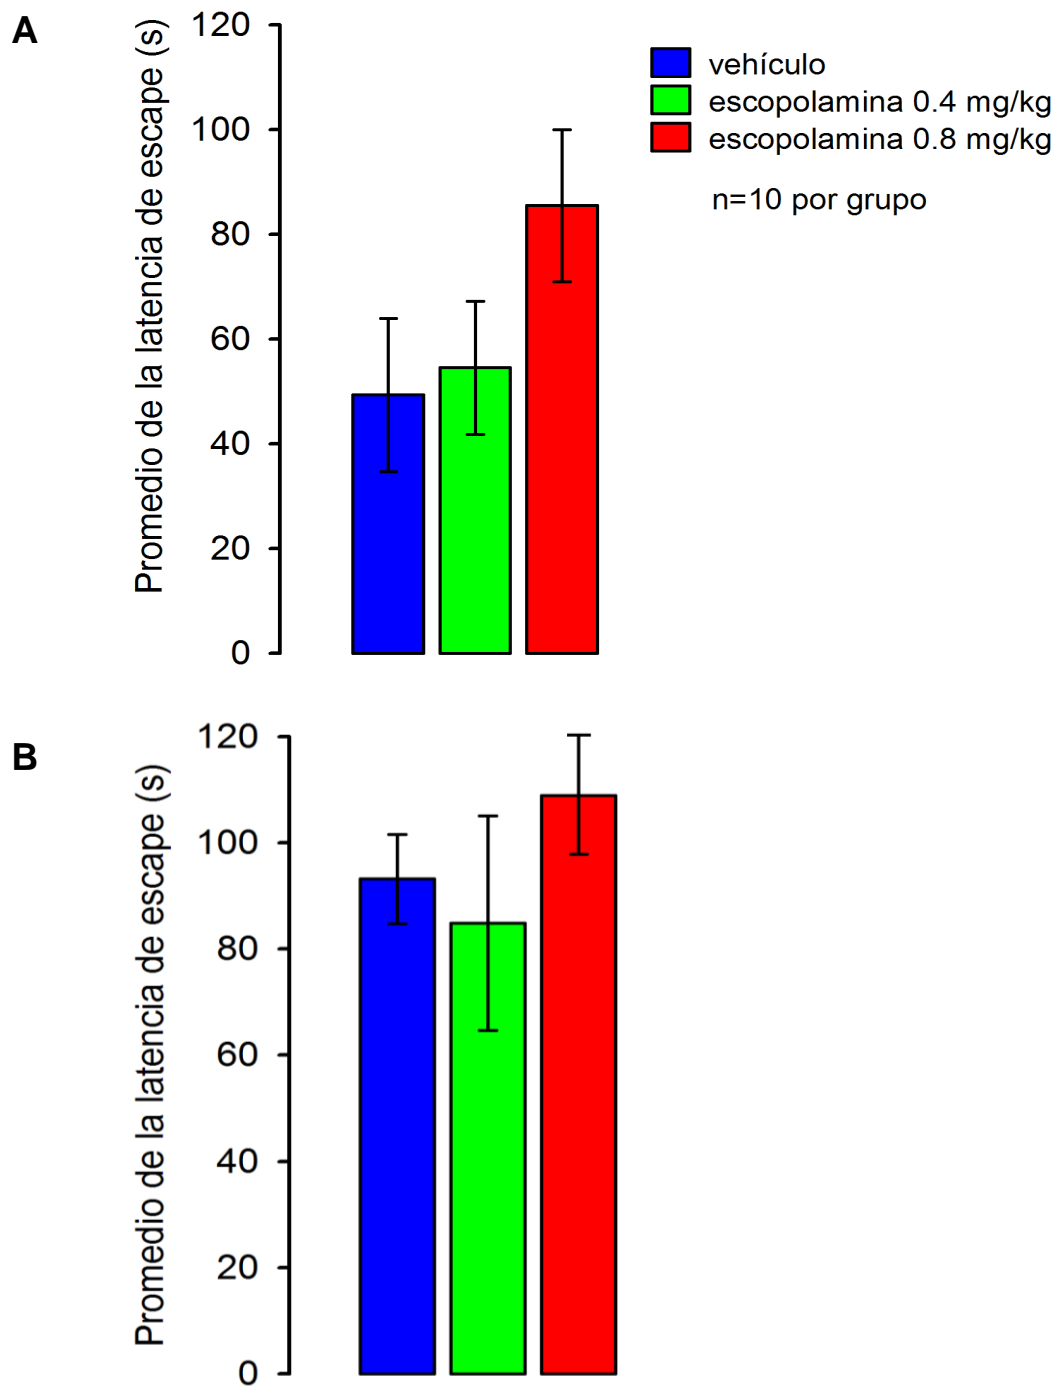 A
Promedio de la latencia de escape (s)
120
100
80
60
40
20
0
vehículo
escopolamina 0.4 mg/kg
escopolamina 0.8 mg/kg
n=10 por grupo
B
Promedio de la latencia de escape (s)
120
100
80
60
40
20
0